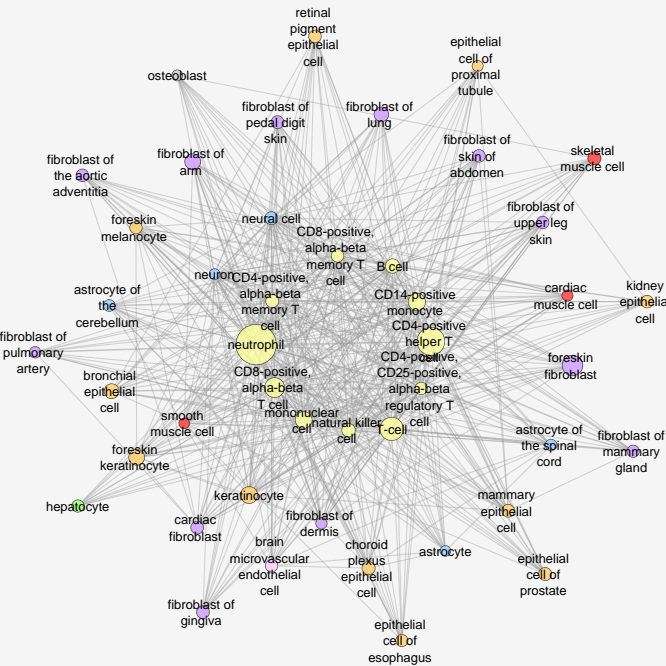 retinal
pigment
epithelial
cell
epithelial
cell of
proximal
tubule
osteoblast
fibroblast of
pedal digit
skin
fibroblast of
lung
fibroblast of
arm
fibroblast of
skin of
abdomen
skeletal
muscle cell
fibroblast of
the aortic
adventitia
foreskin
melanocyte
neural cell
fibroblast of
upper leg
skin
CD8-positive,
alpha-beta
memory T
cell
B cell
neuron
CD4-positive,
alpha-beta
memory T
cell
CD14-positive
monocyte
cardiac
muscle cell
kidney
epithelial
cell
astrocyte of
the
cerebellum
CD4-positive
helper T
cell
fibroblast of
pulmonary
artery
neutrophil
CD4-positive,
CD25-positive,
alpha-beta
regulatory T
cell
foreskin
fibroblast
CD8-positive,
alpha-beta
T cell
bronchial
epithelial
cell
smooth
muscle cell
mononuclear
cell
natural killer
cell
T-cell
astrocyte of
the spinal
cord
fibroblast of
mammary
gland
foreskin
keratinocyte
hepatocyte
keratinocyte
mammary
epithelial
cell
cardiac
fibroblast
fibroblast of
dermis
brain
microvascular
endothelial
cell
choroid
plexus
epithelial
cell
astrocyte
epithelial
cell of
prostate
fibroblast of
gingiva
epithelial
cell of
esophagus